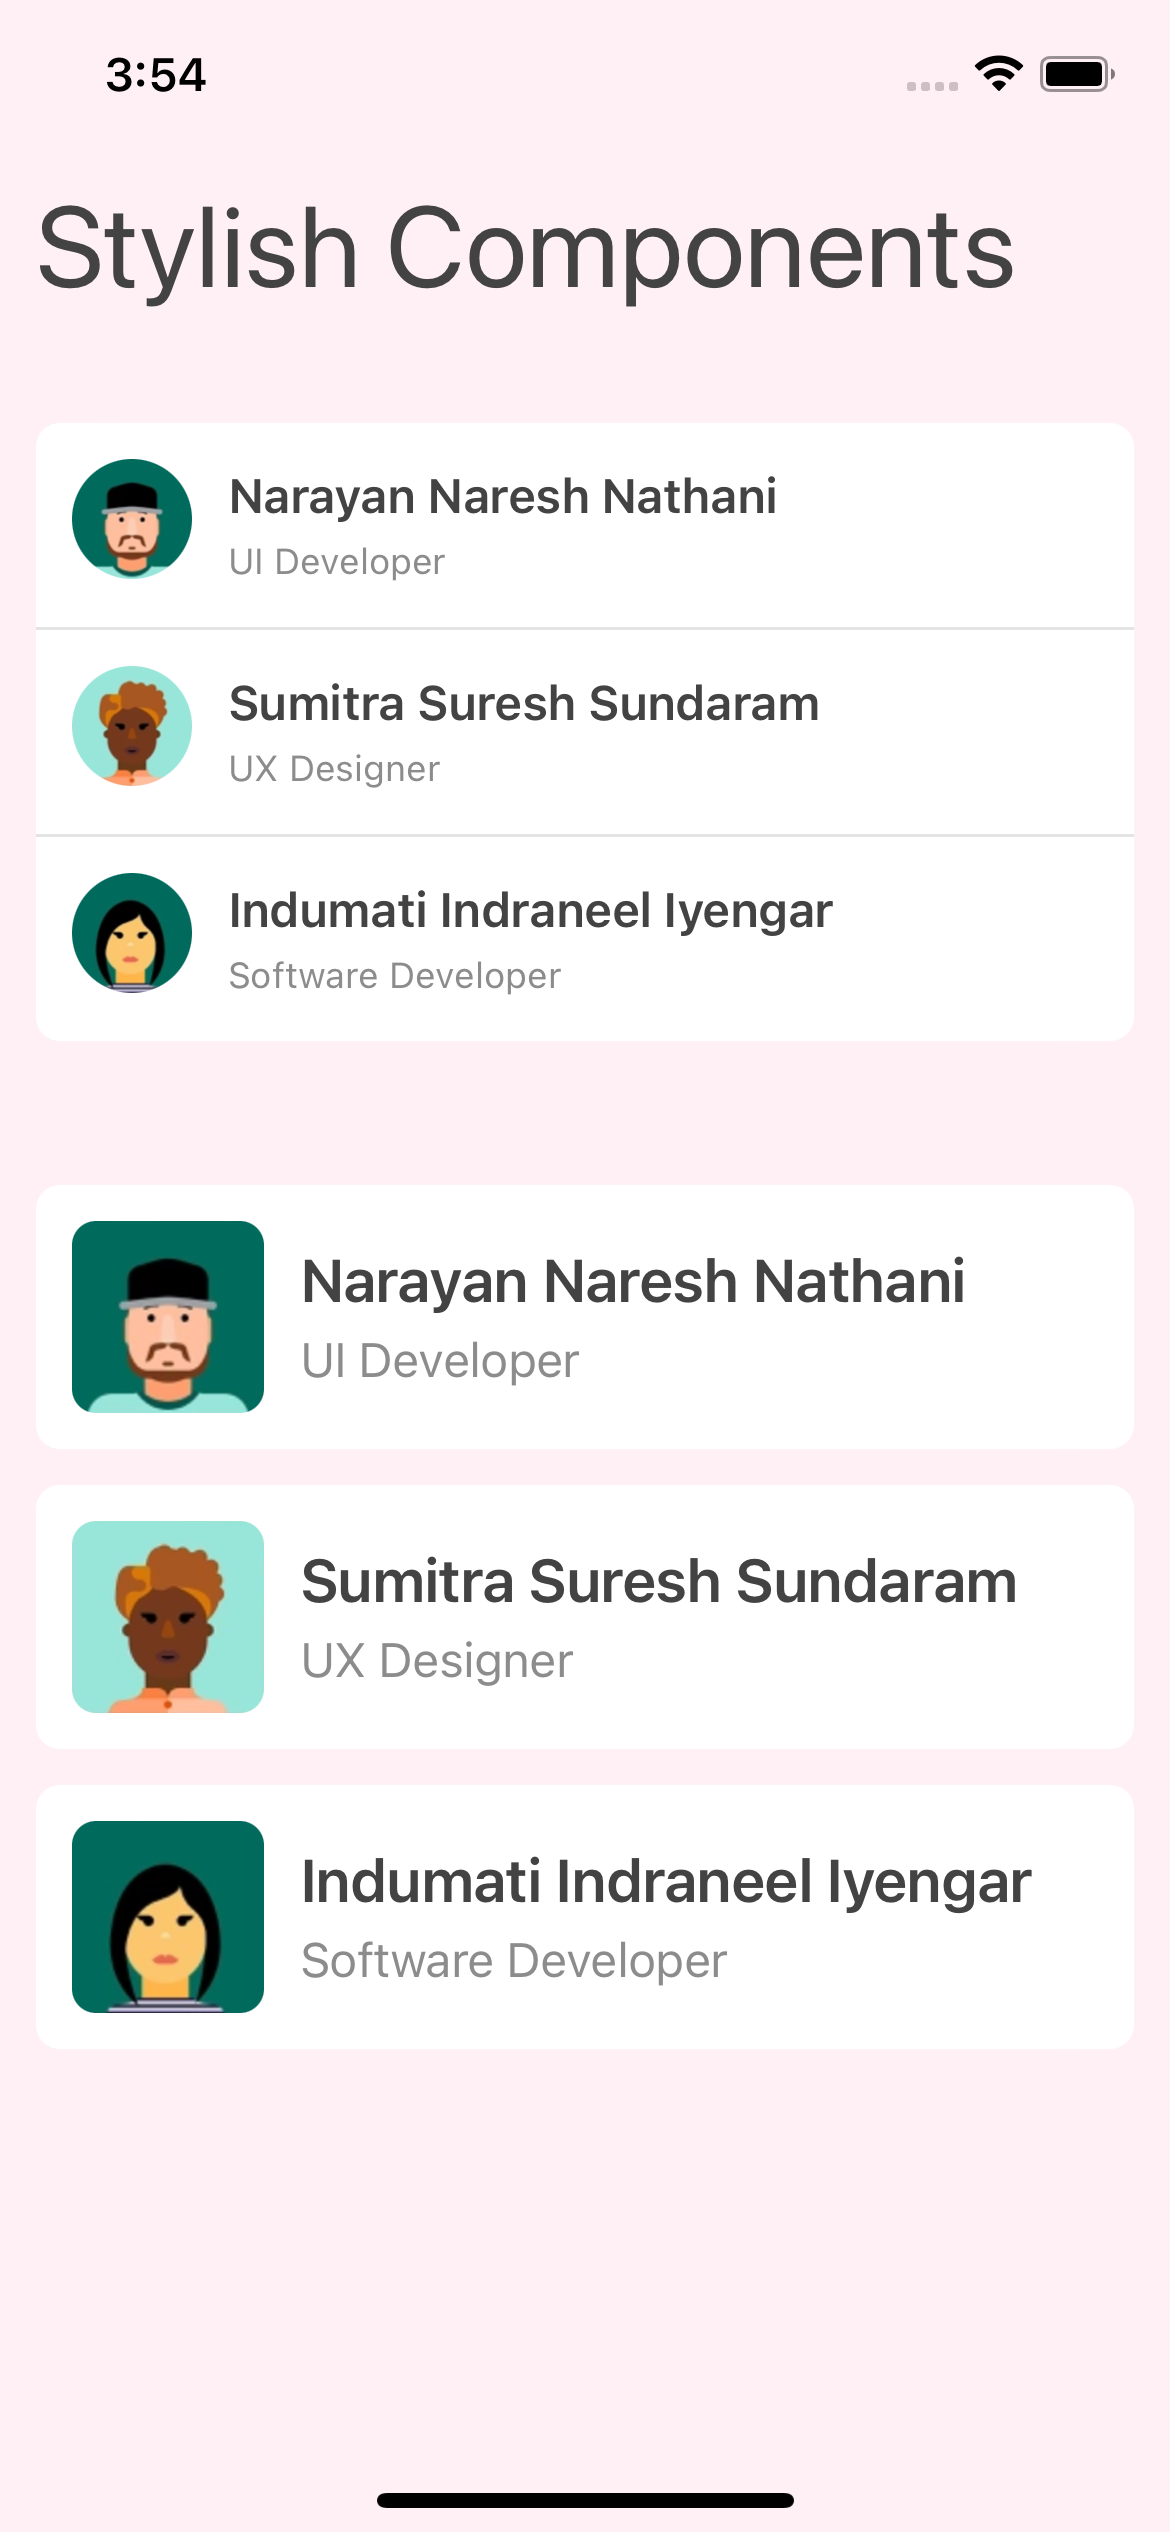 3:54
Stylish Components
Narayan Naresh Nathani
UI Developer
Sumitra Suresh Sundaram
UX Designer
Indumati Indraneel Iyengar
Software Developer
Narayan Naresh Nathani
UI Developer
Sumitra Suresh Sundaram
UX Designer
Indumati Indraneel Iyengar
Software Developer